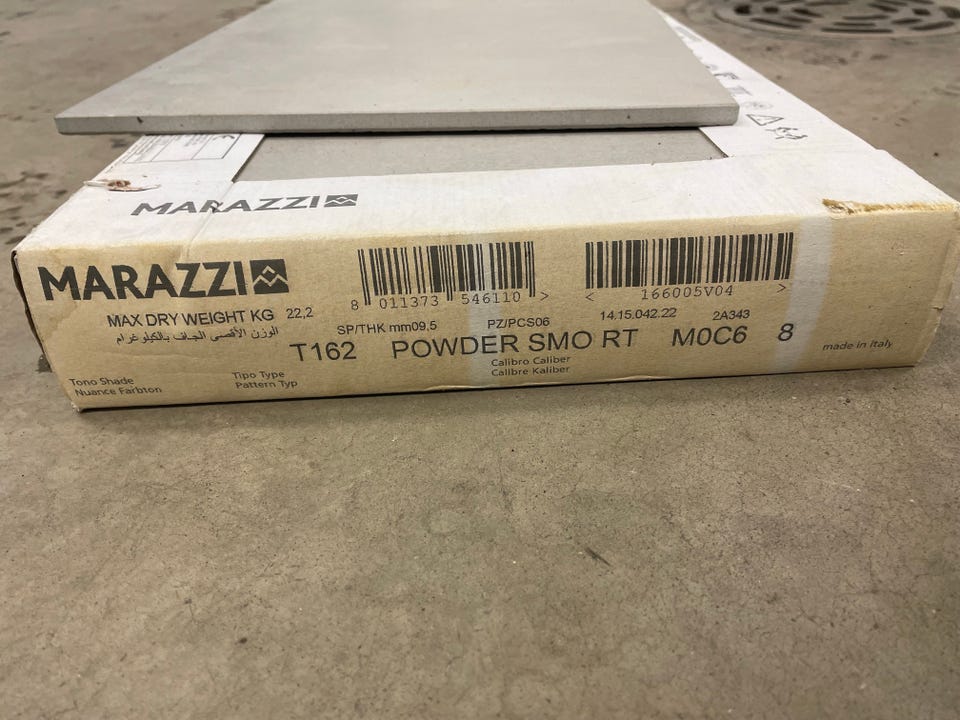 MARAZZI
MARAZZI
8 011373 546110 >
< 166005V04 >
MAX DRY WEIGHT KG 22,2
الوزن الأقصى الجاف بالكيلوغرام
SP/THK mm09,5 PZ/PCS06 14.15.042.22 2A343
T162 POWDER SMO RT M0C6 8
made in Italy
Calibro Caliber
Calibre Kaliber
Tono Shade
Nuance Farbton
Tipo Type
Pattern Typ